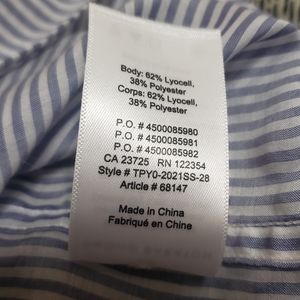 Body: 62% Lyocell,
38% Polyester
Corps: 62% Lyocell,
38% Polyester
P.O. # 4500085980
P.O. # 4500085981
P.O. # 4500085982
CA 23725 RN 122354
Style # TPY0-2021SS-28
Article # 68147
Made in China
Fabriqué en Chine